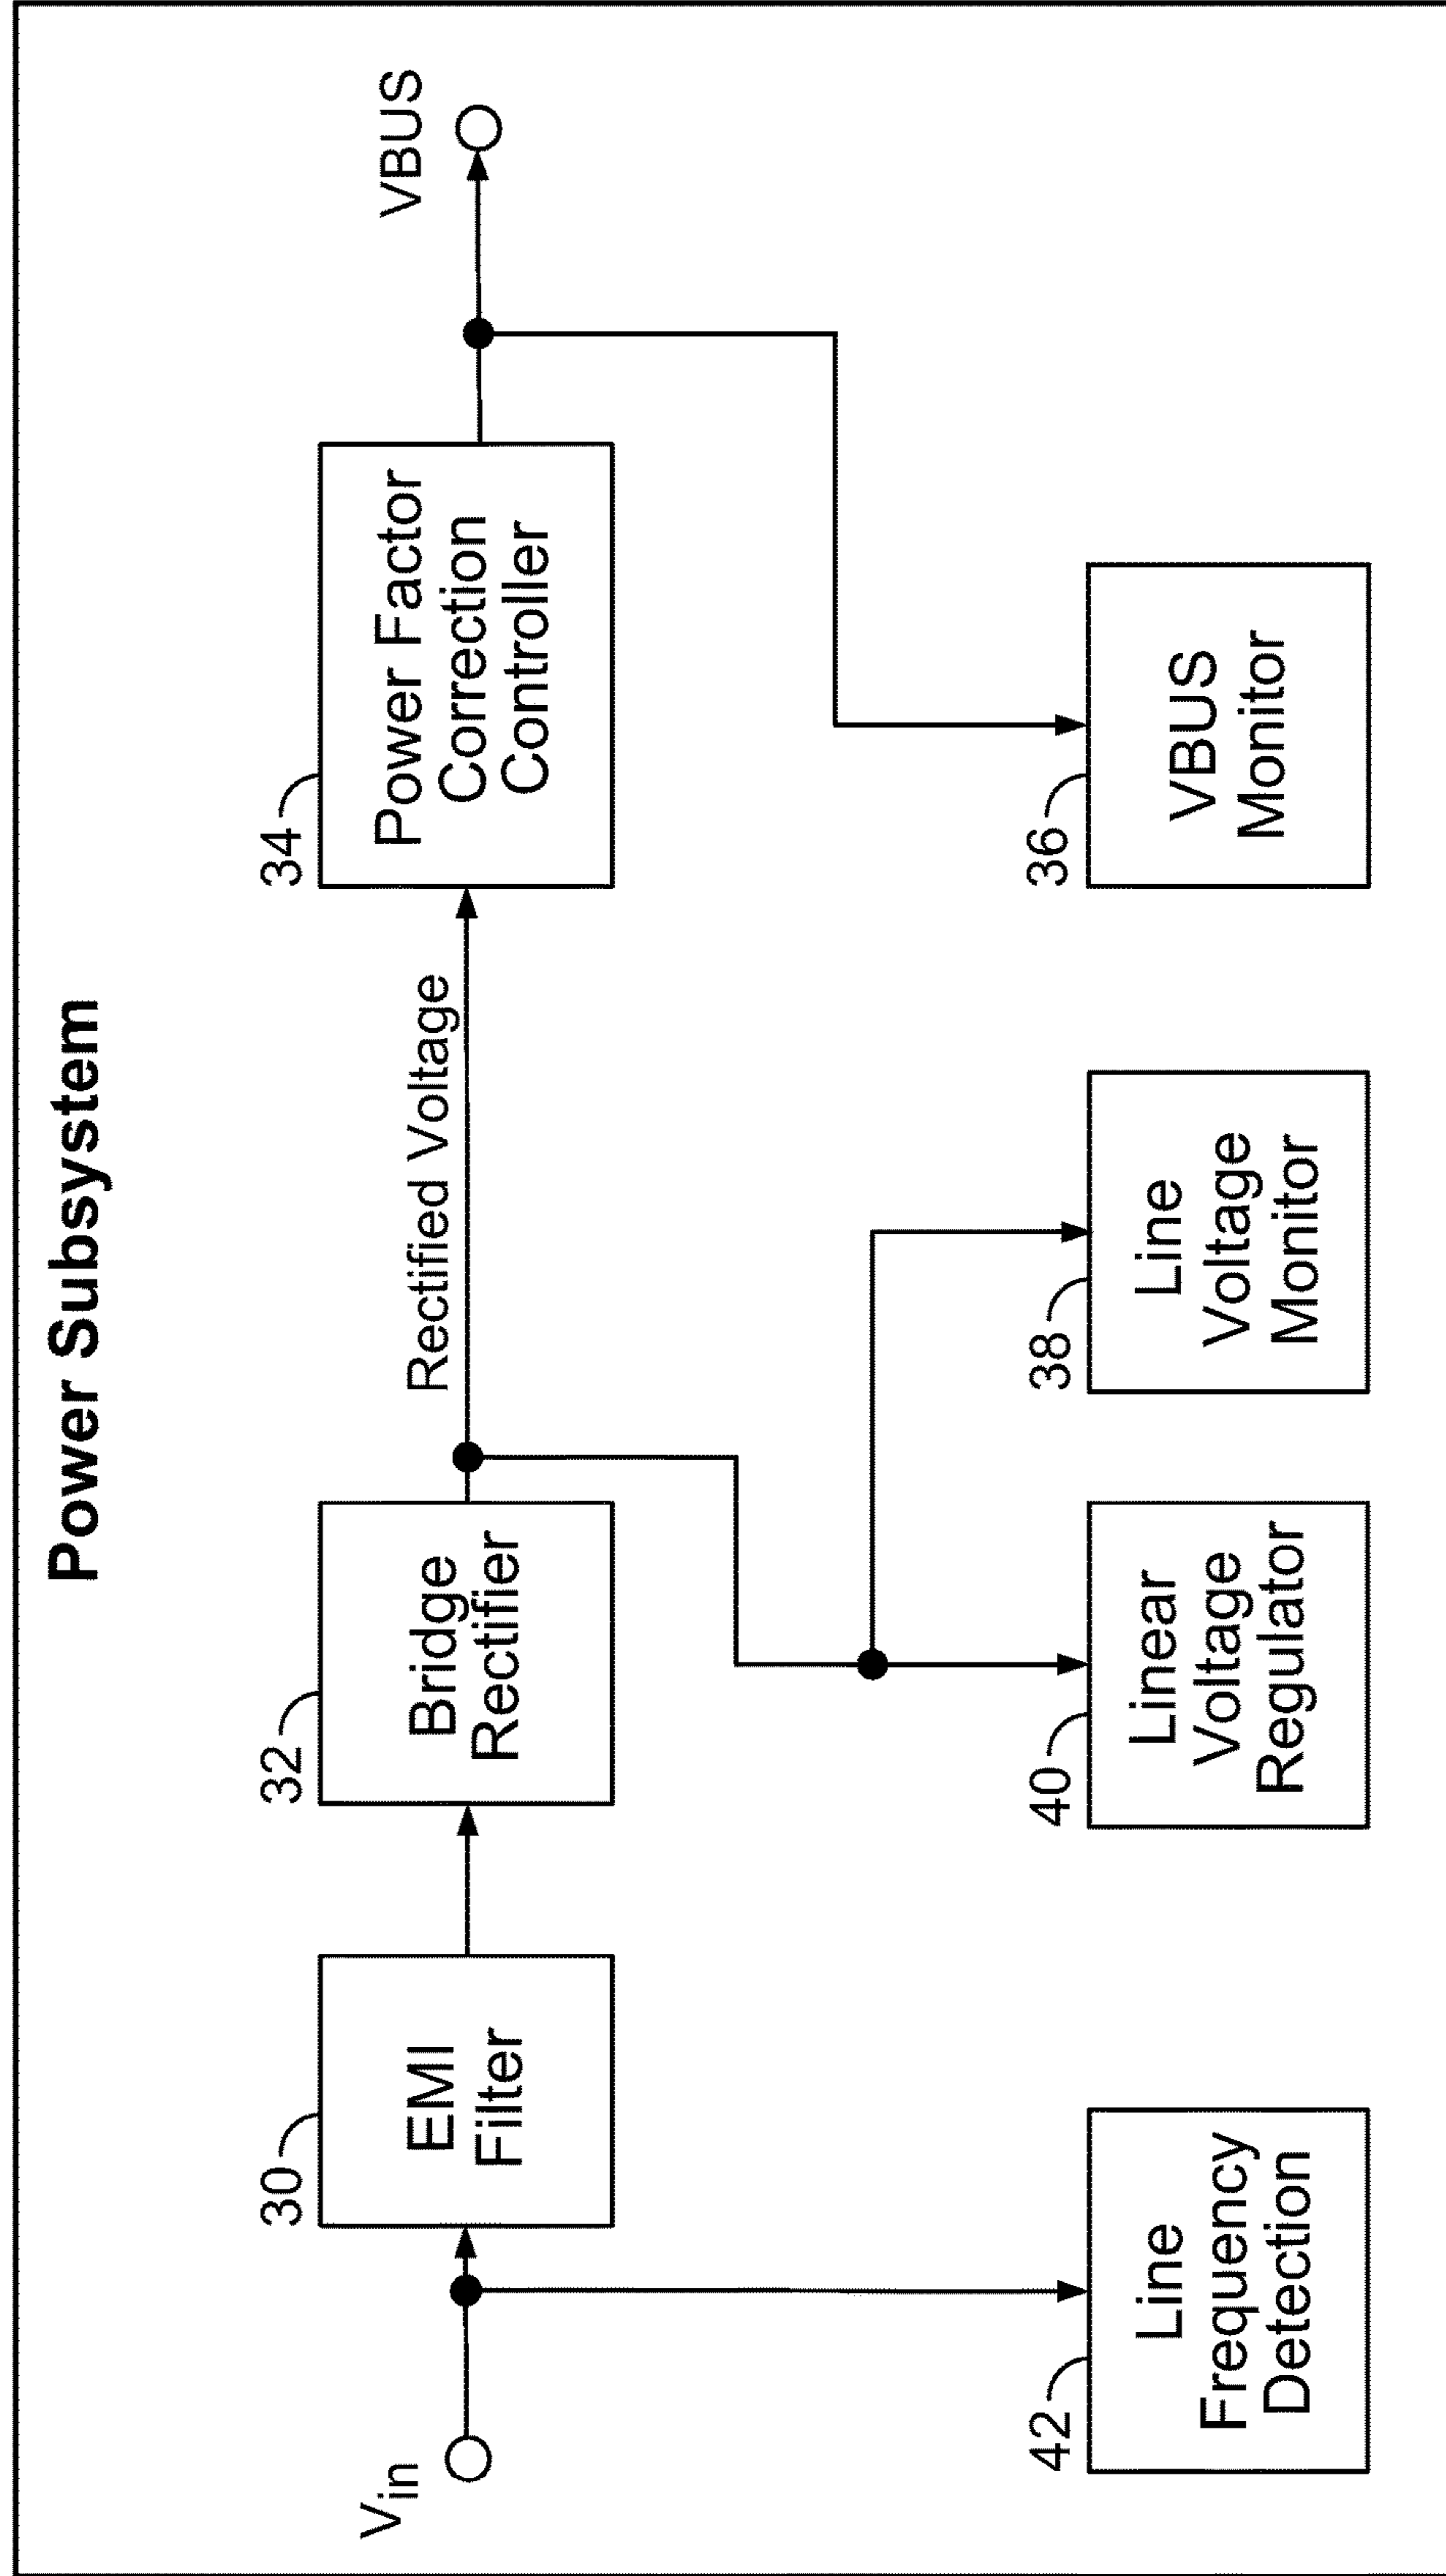 Power Subsystem
V_in
30
EMI
Filter
32
Bridge
Rectifier
Rectified Voltage
34
Power Factor
Correction
Controller
VBUS
42
Line
Frequency
Detection
40
Linear
Voltage
Regulator
38
Line
Voltage
Monitor
36
VBUS
Monitor